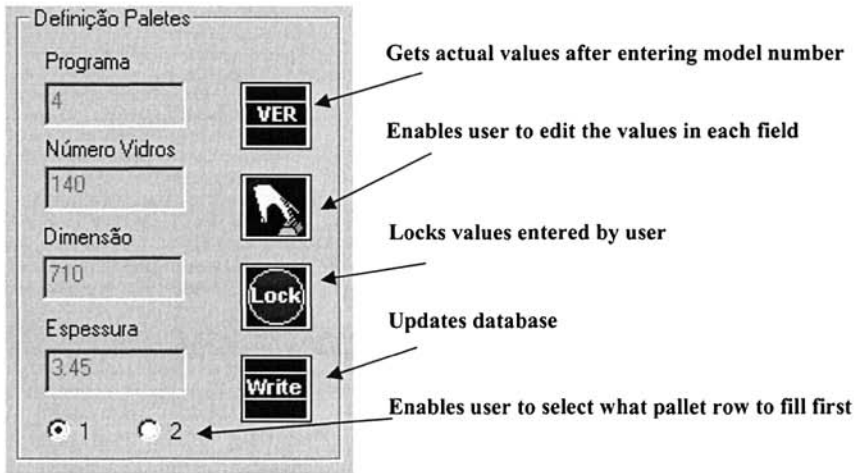 Definição Paletes
Programa
4
VER
Gets actual values after entering model number
Número Vidros
140
Enables user to edit the values in each field
Dimensão
710
Lock
Locks values entered by user
Espessura
3.45
Write
Updates database
1 2
Enables user to select what pallet row to fill first